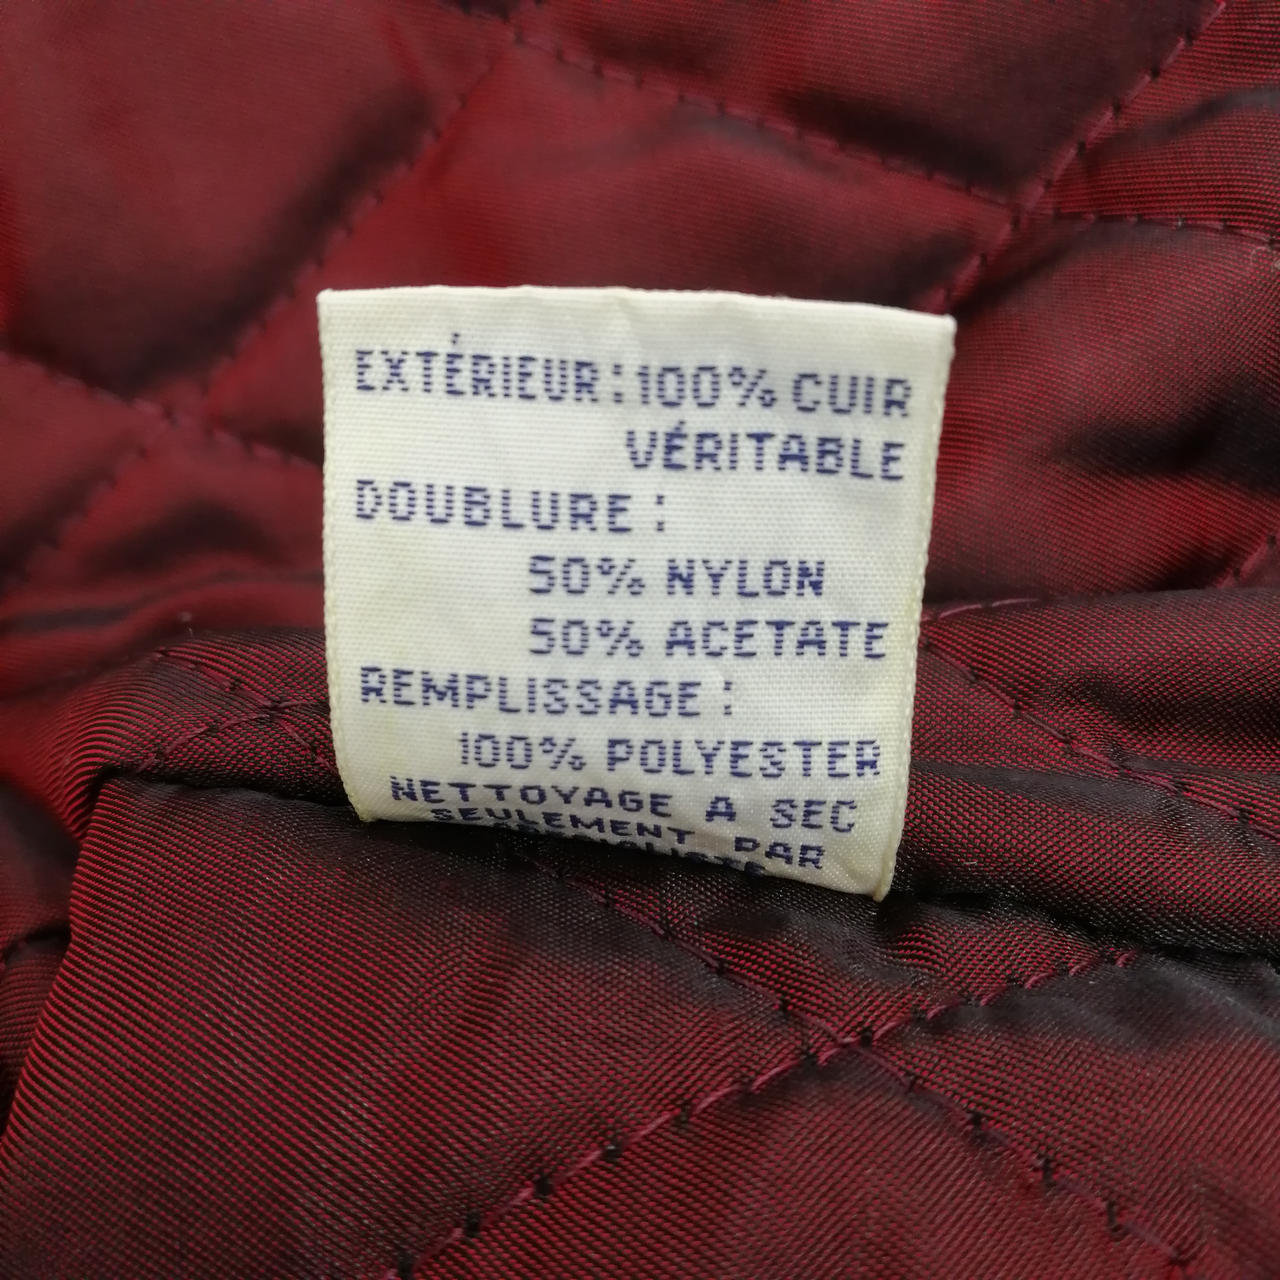 EXTÉRIEUR:100% CUIR
VÉRITABLE
DOUBLURE:
50% NYLON
50% ACETATE
REMPLISSAGE:
100% POLYESTER
NETTOYAGE A SEC
SEULEMENT PAR